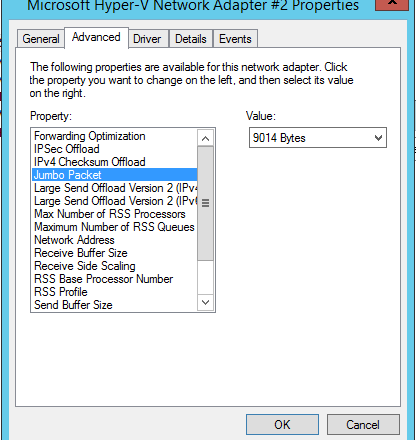 Microsoft Hyper-V Network Adapter #2 Properties
General Advanced Driver Details Events
The following properties are available for this network adapter. Click
the property you want to change on the left, and then select its value
on the right.
Property: Value:
Forwarding Optimization 9014 Bytes
IPSec Offload
IPv4 Checksum Offload
Jumbo Packet
Large Send Offload Version 2 (IPv4
Large Send Offload Version 2 (IPv6
Max Number of RSS Processors
Maximum Number of RSS Queues
Network Address
Receive Buffer Size
Receive Side Scaling
RSS Base Processor Number
RSS Profile
Send Buffer Size
OK Cancel